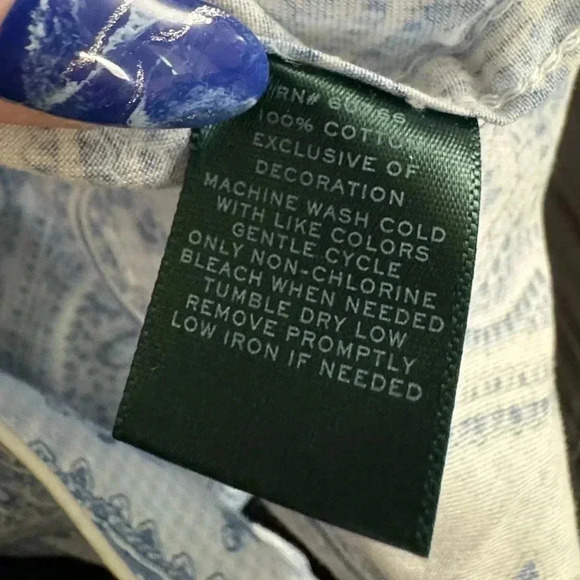 RN#
100% COTTON
EXCLUSIVE OF
DECORATION
MACHINE WASH COLD
WITH LIKE COLORS
GENTLE CYCLE
ONLY NON-CHLORINE
BLEACH WHEN NEEDED
TUMBLE DRY LOW
REMOVE PROMPTLY
LOW IRON IF NEEDED